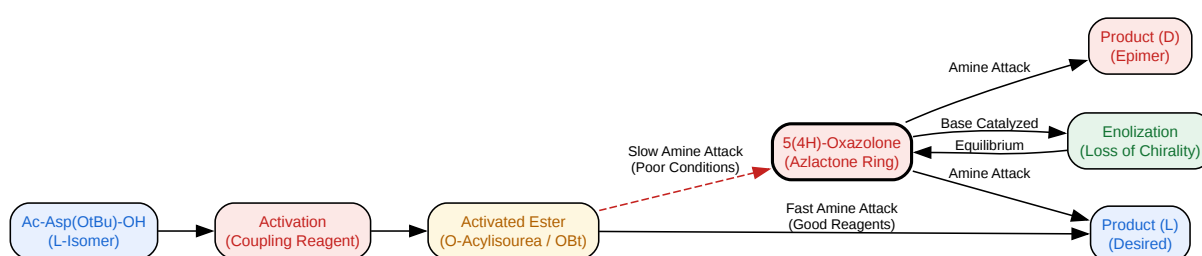 Ac-Asp(OtBu)-OH
(L-Isomer)
Activation
(Coupling Reagent)
Activated Ester
(O-Acylisourea / OBt)
Slow Amine Attack
(Poor Conditions)
Fast Amine Attack
(Good Reagents)
5(4H)-Oxazolone
(Azlactone Ring)
Amine Attack
Base Catalyzed
Equilibrium
Amine Attack
Product (D)
(Epimer)
Enolization
(Loss of Chirality)
Product (L)
(Desired)